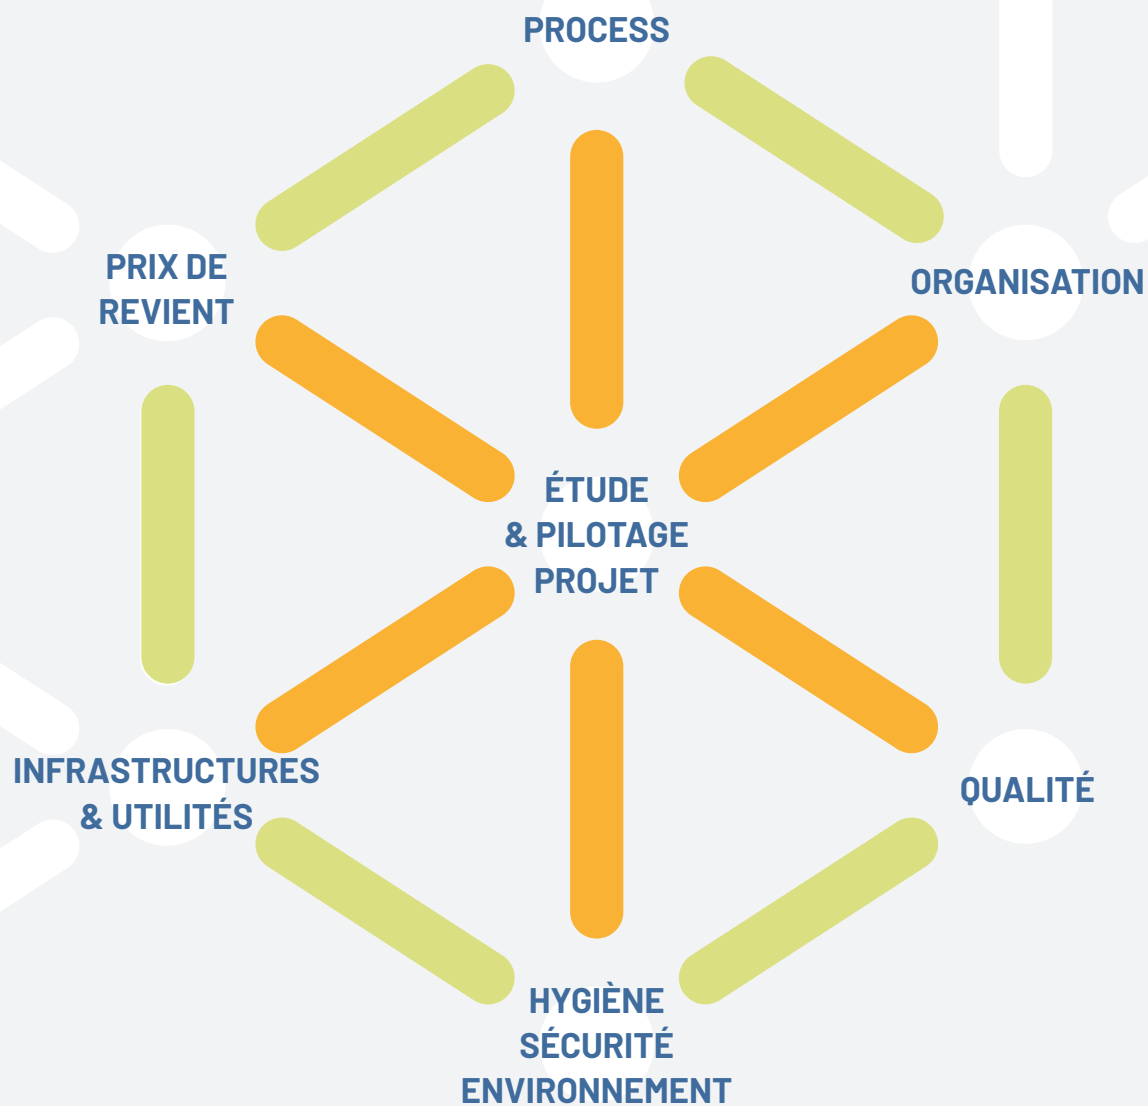 PROCESS
PRIX DE
REVIENT
ORGANISATION
ÉTUDE
& PILOTAGE
PROJET
INFRASTRUCTURES
& UTILITÉS
QUALITÉ
HYGIÈNE
SÉCURITÉ
ENVIRONNEMENT